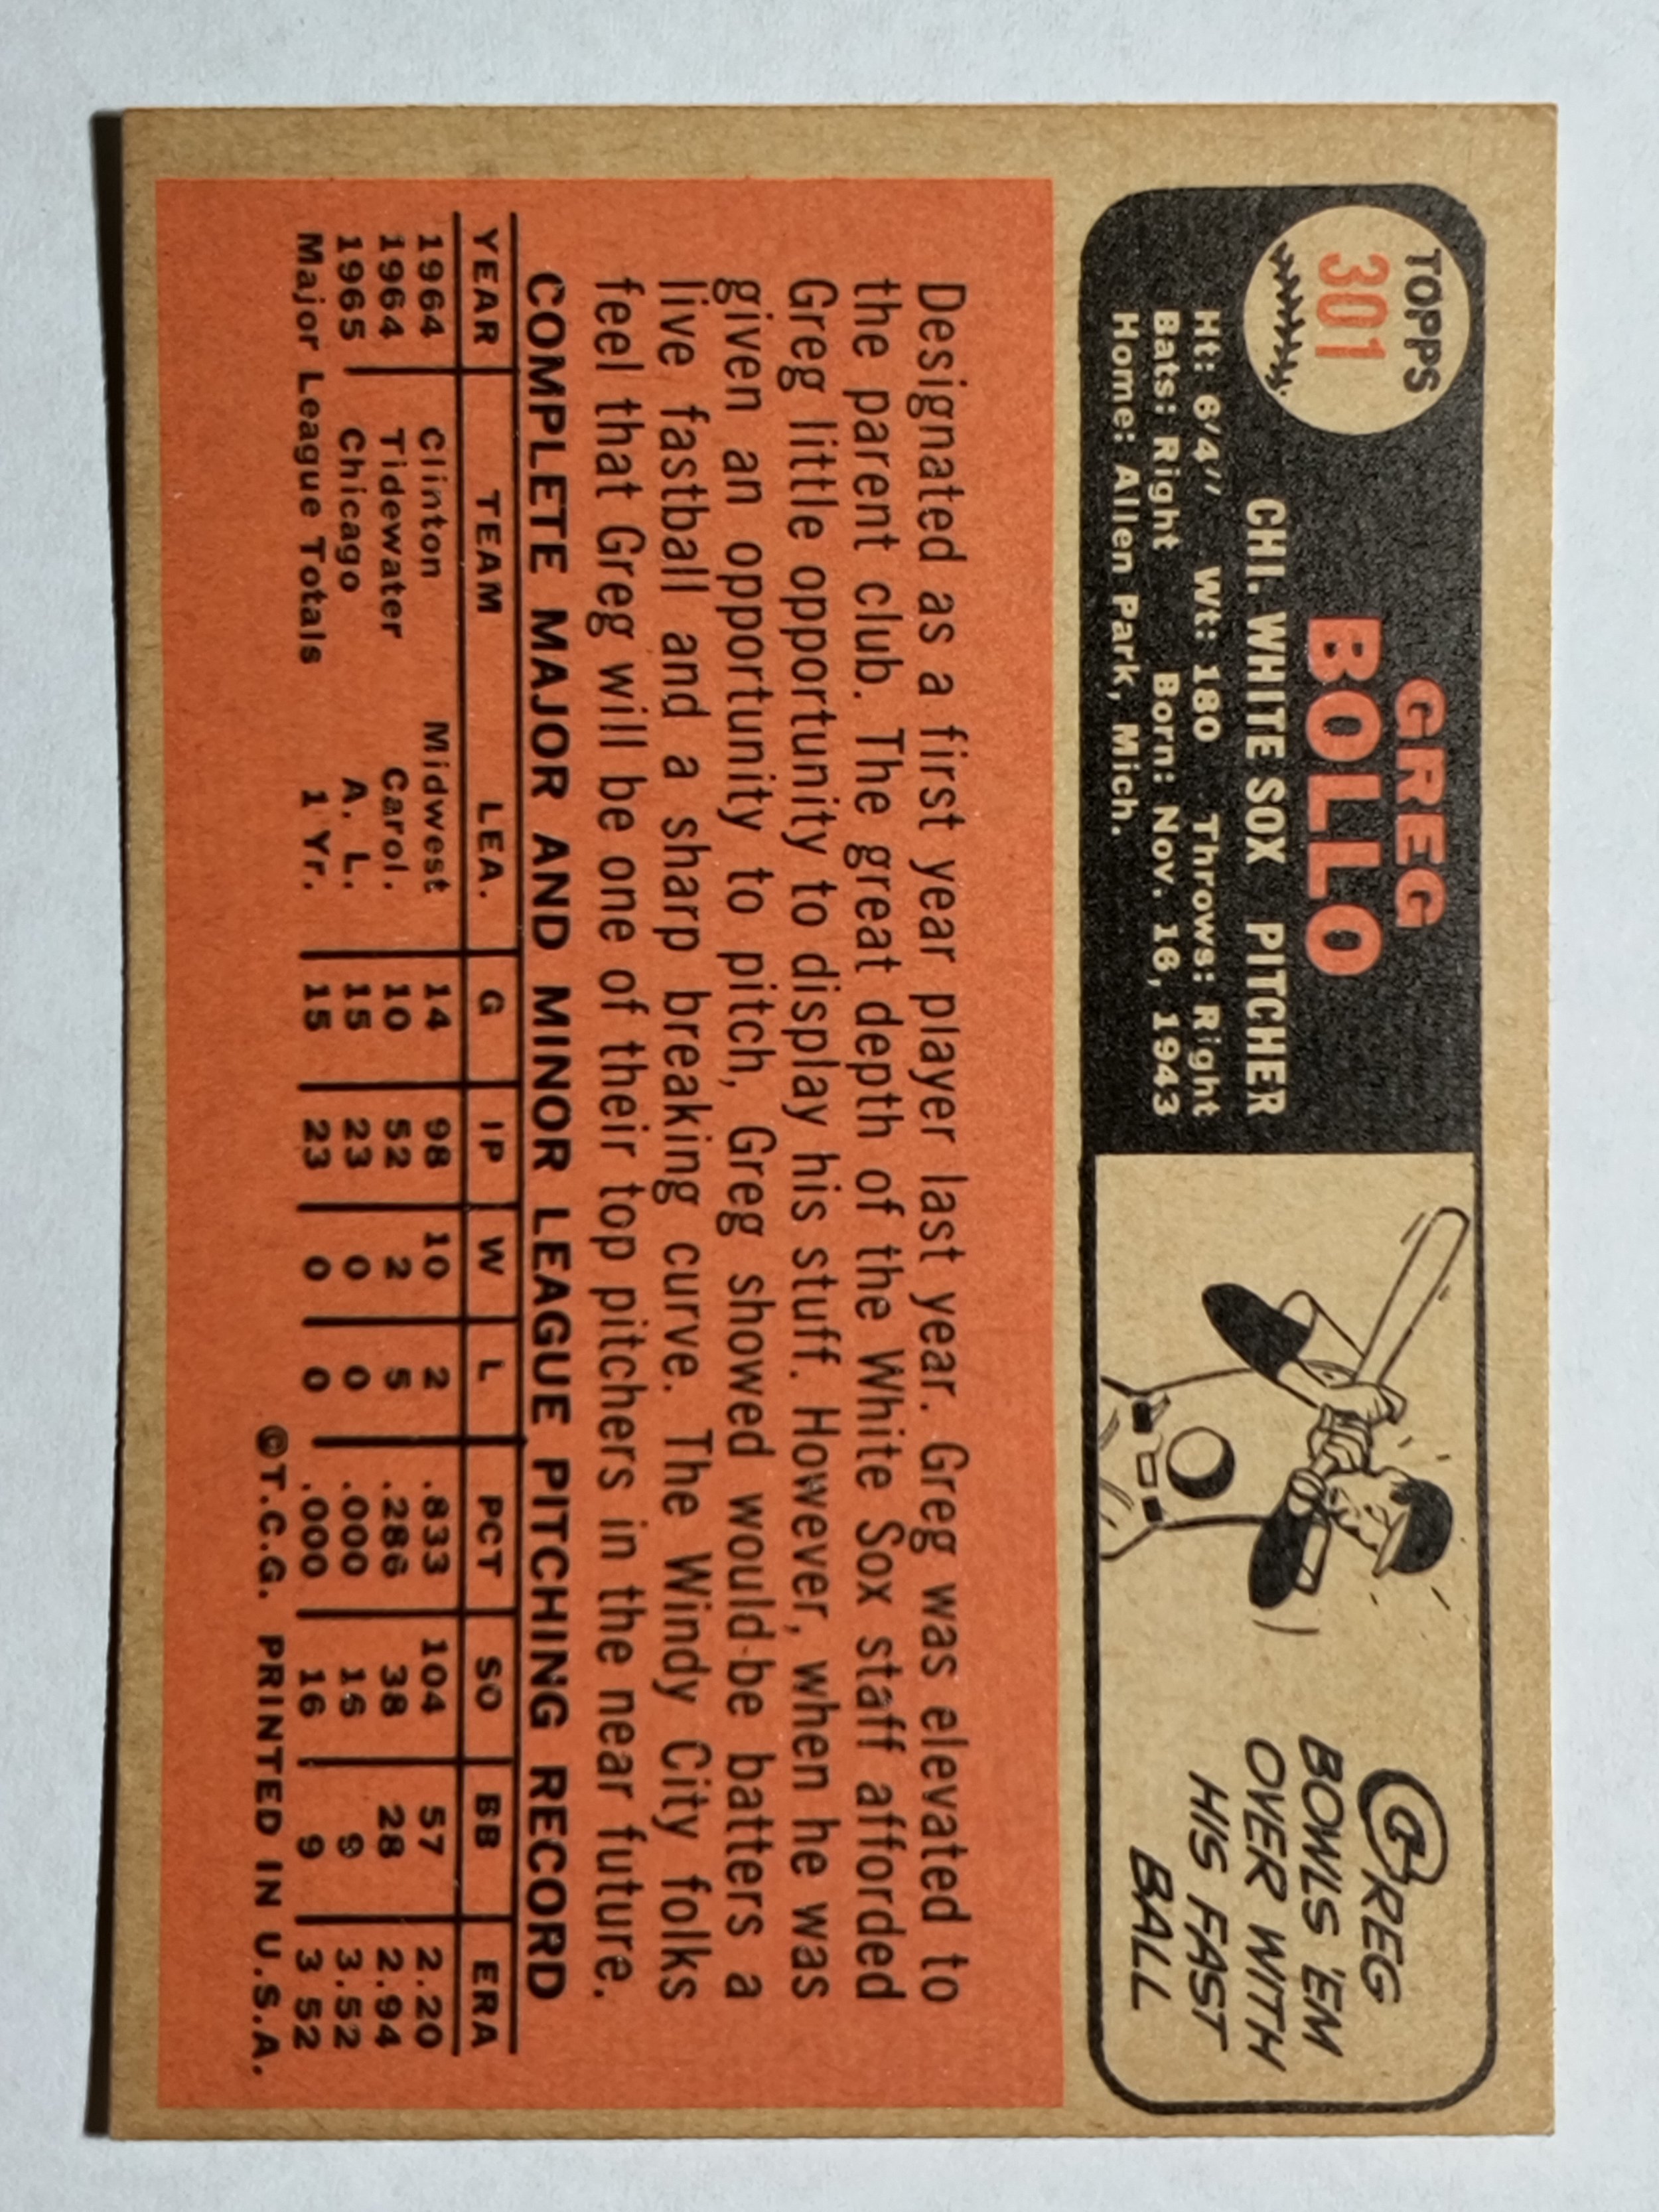 TOPPS
301
GREG
BOLLO
CHI. WHITE SOX PITCHER
Ht: 6'4" Wt: 180 Throws: Right
Bats: Right Born: Nov. 16, 1943
Home: Allen Park, Mich.
GREG
BOWLS 'EM
OVER WITH
HIS FAST
BALL
Designated as a first year player last year. Greg was elevated to
the parent club. The great depth of the White Sox staff afforded
Greg little opportunity to display his stuff. However, when he was
given an opportunity to pitch, Greg showed would-be batters a
live fastball and a sharp breaking curve. The Windy City folks
feel that Greg will be one of their top pitchers in the near future.
COMPLETE MAJOR AND MINOR LEAGUE PITCHING RECORD
YEAR TEAM LEA. G IP W L PCT SO BB ERA
1964 Clinton Midwest 14 98 10 2 .833 104 57 2.20
1964 Tidewater Carol. 10 52 2 5 .286 38 28 2.94
1965 Chicago A. L. 15 23 0 0 .000 16 9 3.52
Major League Totals 1 Yr. 15 23 0 0 .000 16 9 3 52
©T.C.G. PRINTED IN U.S.A.